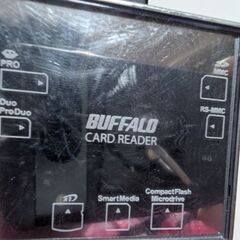 PRO
MMC
Duo
ProDuo
RS-MMC
BUFFALO
CARD READER
xD
SmartMedia
CompactFlash
Microdrive